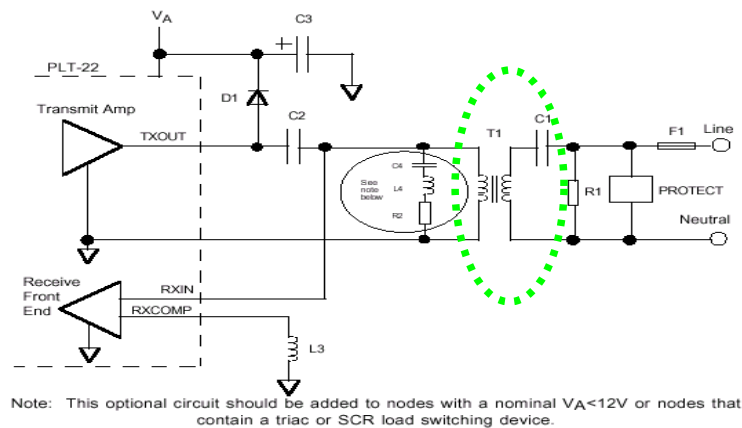 VA
C3
+
PLT-22
D1
Transmit Amp
C2
TXOUT
T1
C1
F1
Line
C4
See
note
below
L4
R2
R1
PROTECT
Neutral
Receive
Front
End
RXIN
RXCOMP
L3
Note: This optional circuit should be added to nodes with a nominal VA<12V or nodes that
contain a triac or SCR load switching device.